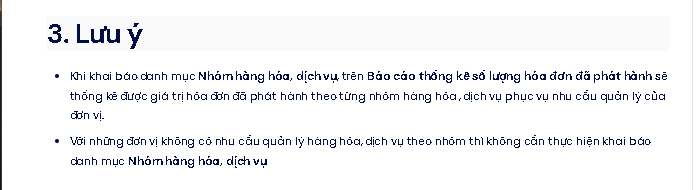 3. Lưu ý
Khi khai báo danh mục Nhóm hàng hóa, dịch vụ, trên Báo cáo thống kê số lượng hóa đơn đã phát hành sẽ
thống kê được giá trị hóa đơn đã phát hành theo từng nhóm hàng hóa, dịch vụ phục vụ nhu cầu quản lý của
đơn vị.
Với những đơn vị không có nhu cầu quản lý hàng hóa, dịch vụ theo nhóm thì không cần thực hiện khai báo
danh mục Nhóm hàng hóa, dịch vụ